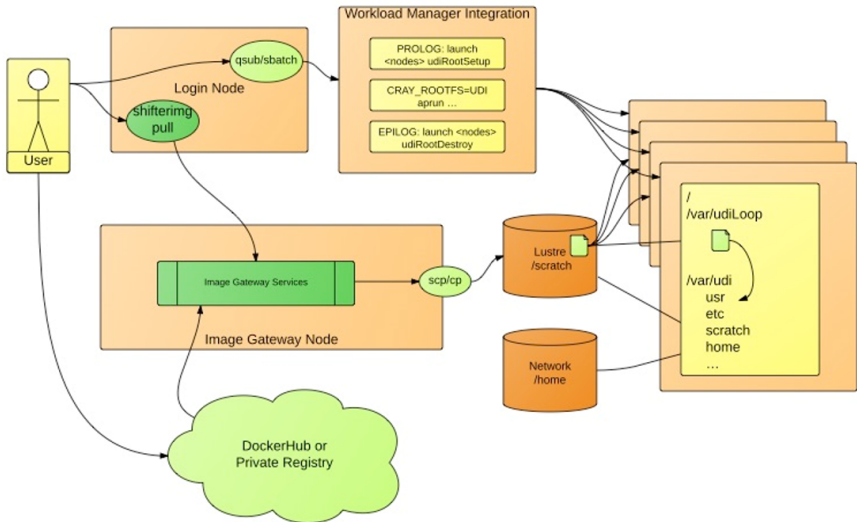 Workload Manager Integration
PROLOG: launch
<nodes> udiRootSetup
CRAY_ROOTFS=UDI
aprun ...
EPILOG: launch <nodes>
udiRootDestroy
qsub/sbatch
Login Node
shifterimg
pull
User
/
/var/udiLoop
/var/udi
usr
etc
scratch
home
...
Lustre
/scratch
scp/cp
Image Gateway Services
Image Gateway Node
Network
/home
DockerHub or
Private Registry